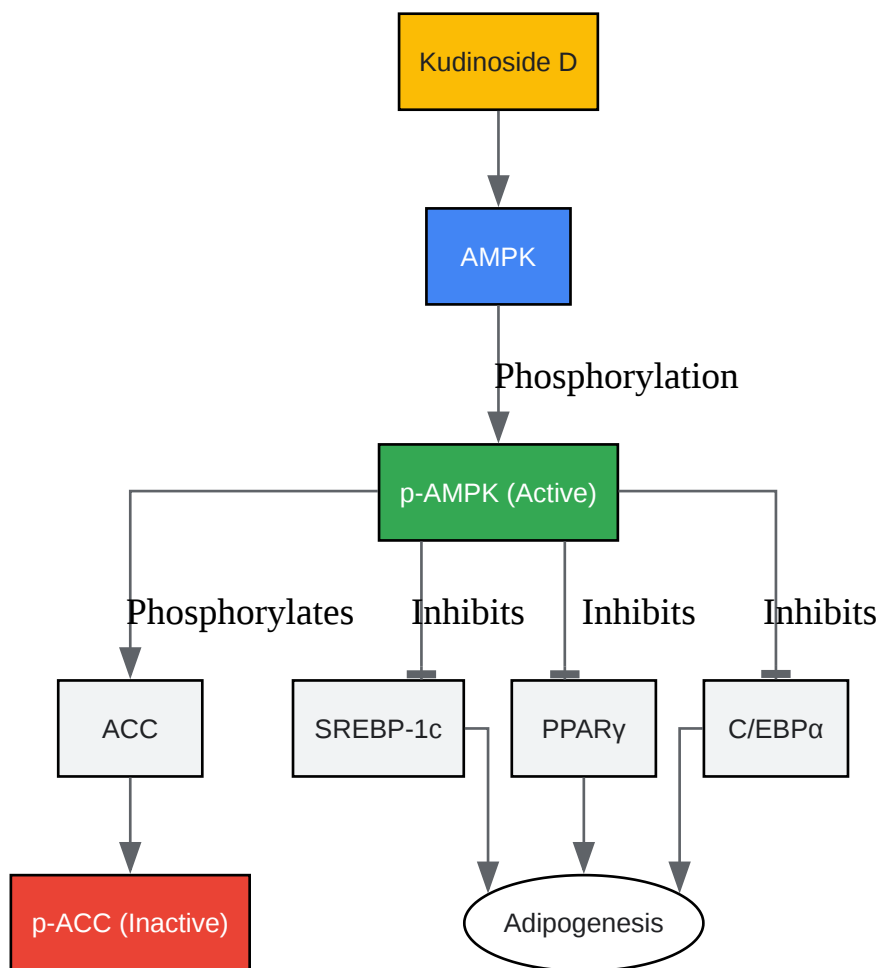 Kudinoside D
AMPK
Phosphorylation
p-AMPK (Active)
Phosphorylates
Inhibits
Inhibits
Inhibits
ACC
SREBP-1c
PPARγ
C/EBPα
p-ACC (Inactive)
Adipogenesis